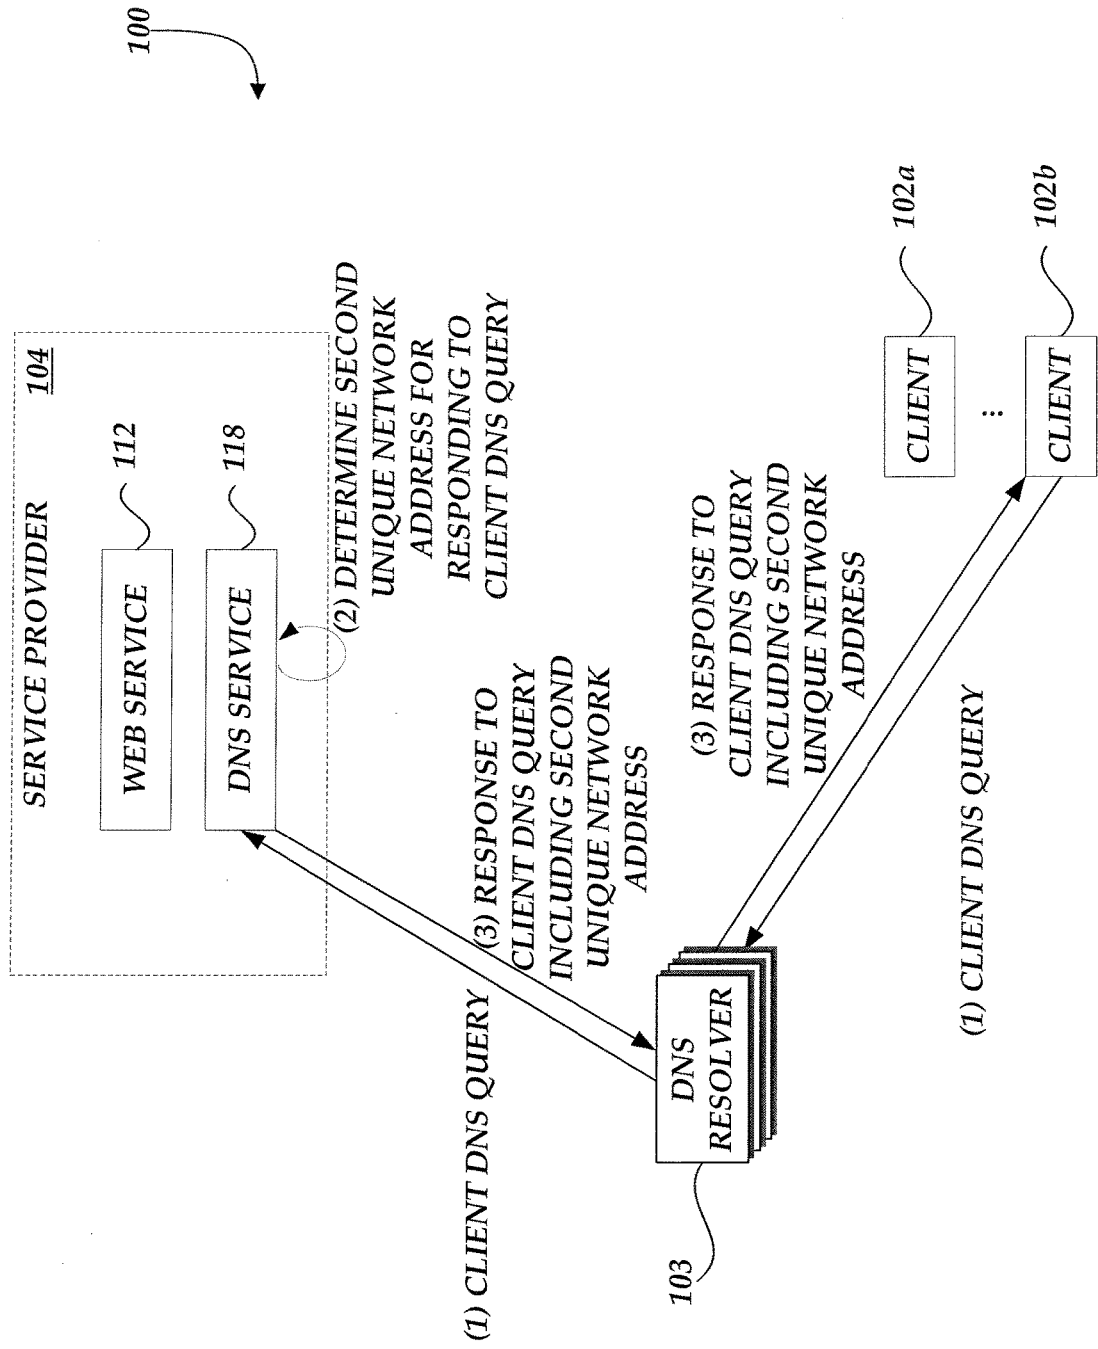 100
SERVICE PROVIDER
104
WEB SERVICE
112
DNS SERVICE
118
(2) DETERMINE SECOND
UNIQUE NETWORK
ADDRESS FOR
RESPONDING TO
CLIENT DNS QUERY
(1) CLIENT DNS QUERY
(3) RESPONSE TO
CLIENT DNS QUERY
INCLUDING SECOND
UNIQUE NETWORK
ADDRESS
103
DNS
RESOLVER
(3) RESPONSE TO
CLIENT DNS QUERY
INCLUDING SECOND
UNIQUE NETWORK
ADDRESS
(1) CLIENT DNS QUERY
CLIENT
102a
...
CLIENT
102b